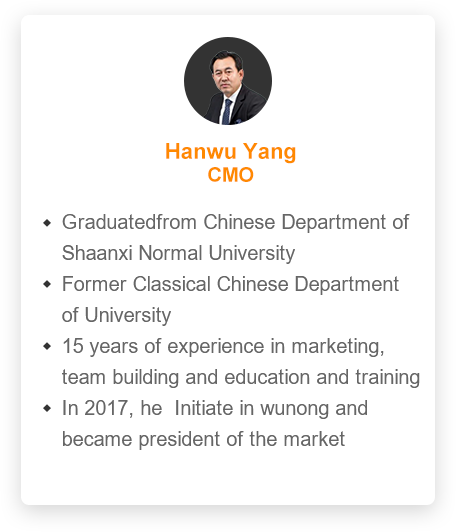 Hanwu Yang
CMO
Graduatedfrom Chinese Department of
Shaanxi Normal University
Former Classical Chinese Department
of University
15 years of experience in marketing,
team building and education and training
In 2017, he  Initiate in wunong and
became president of the market